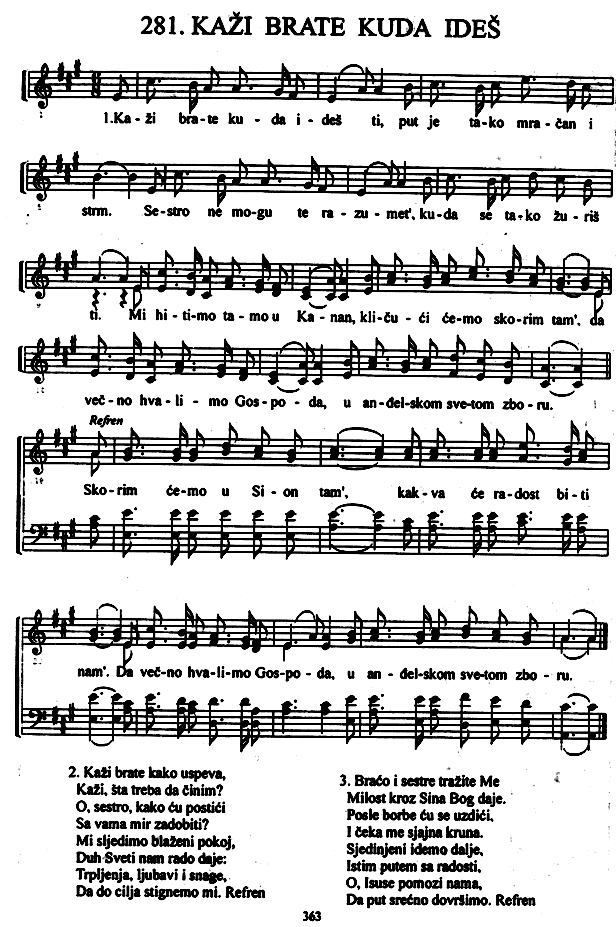 281. KAŽI BRATE KUDA IDEŠ
1.Ka - ži bra - te ku - da i - deš ti, put je ta - ko mra - čan i
strm. Se - stro ne mo - gu te ra - zu - met', ku - da se ta - ko žu - riš
ti. Mi hi - ti - mo ta - mo u Ka - nan, kli - ču - ći ćemo sko - rim tam', da
več - no hva - li - mo Gos - po - da, u an - đel - skom sve - tom zbo - ru.
Refren
Sko - rim ćemo u Si - on tam', kak - va će ra - dost bi - ti
nam'. Da več - no hva - li - mo Gos - po - da, u an - đel - skom sve - tom zbo - ru.
2. Kaži brate kako uspeva,
Kaži, šta treba da činim?
O, sestro, kako ću postići
Sa vama mir zadobiti?
Mi sljedimo blaženi pokoj,
Duh Sveti nam rado daje:
Trpljenja, ljubavi i snage,
Da do cilja stignemo mi. Refren
3. Braćo i sestre tražite Me
Milost kroz Sina Bog daje.
Posle borbe ću se uzdići,
I čeka me sjajna kruna.
Sjedinjeni idemo dalje,
Istim putem sa radosti,
O, Isuse pomozi nama,
Da put srećno dovršimo. Refren
363